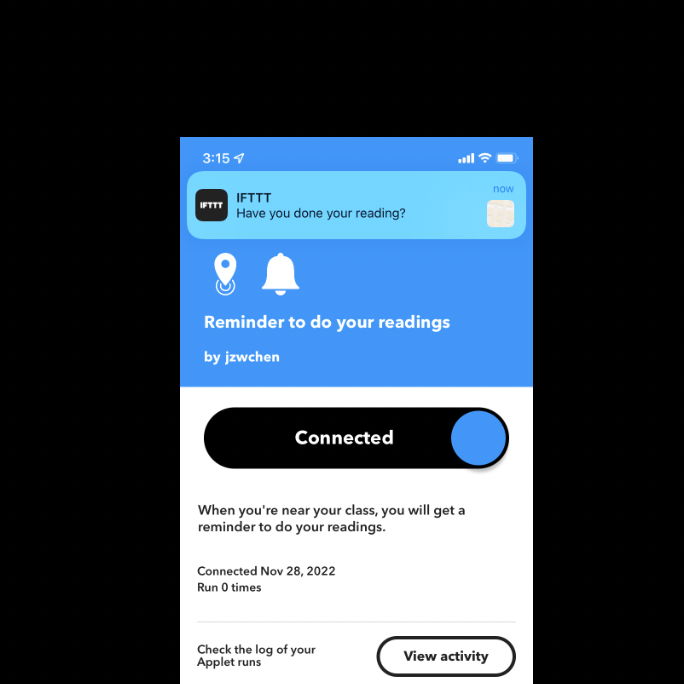 3:15
now
IFTTT
IFTTT
Have you done your reading?
Reminder to do your readings
by jzwchen
Connected
When you're near your class, you will get a
reminder to do your readings.
Connected Nov 28, 2022
Run 0 times
Check the log of your
Applet runs
View activity